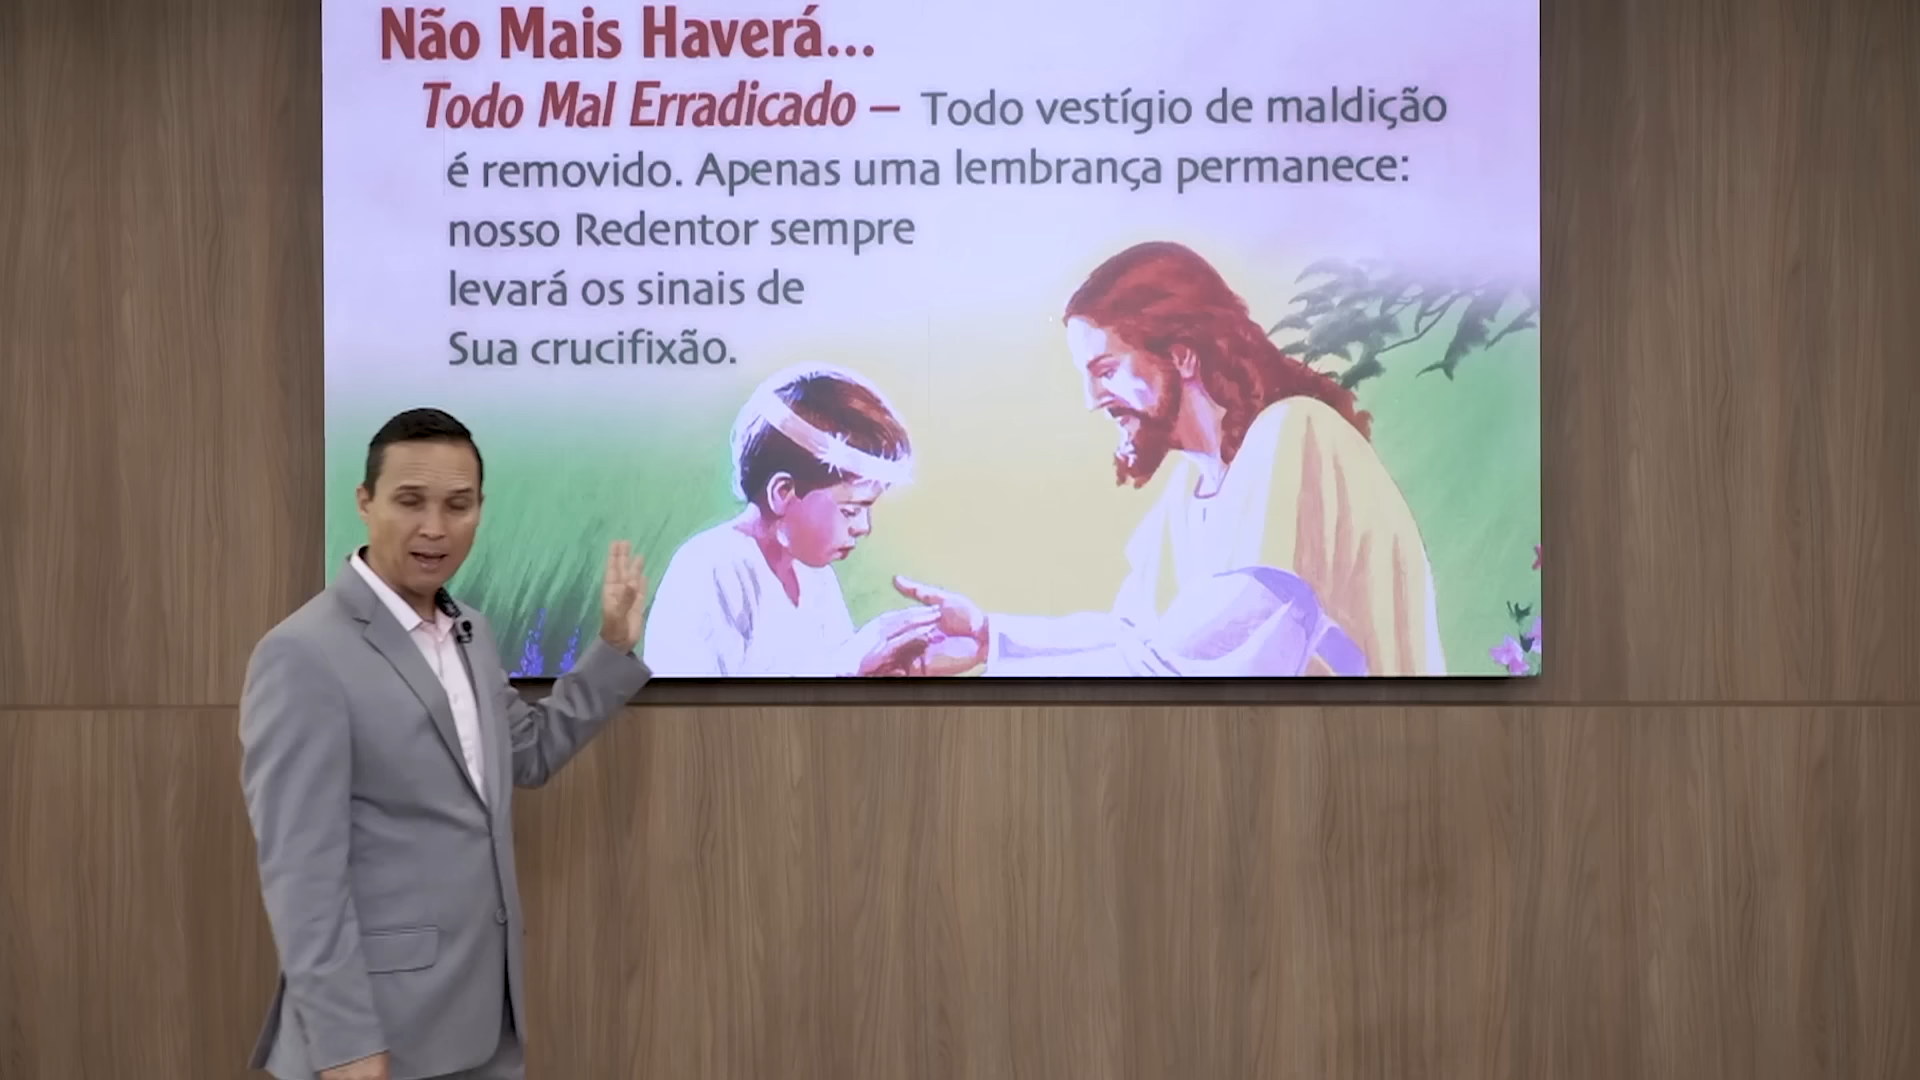 Não Mais Haverá...
Todo Mal Erradicado – Todo vestígio de maldição
é removido. Apenas uma lembrança permanece:
nosso Redentor sempre
levará os sinais de
Sua crucifixão.